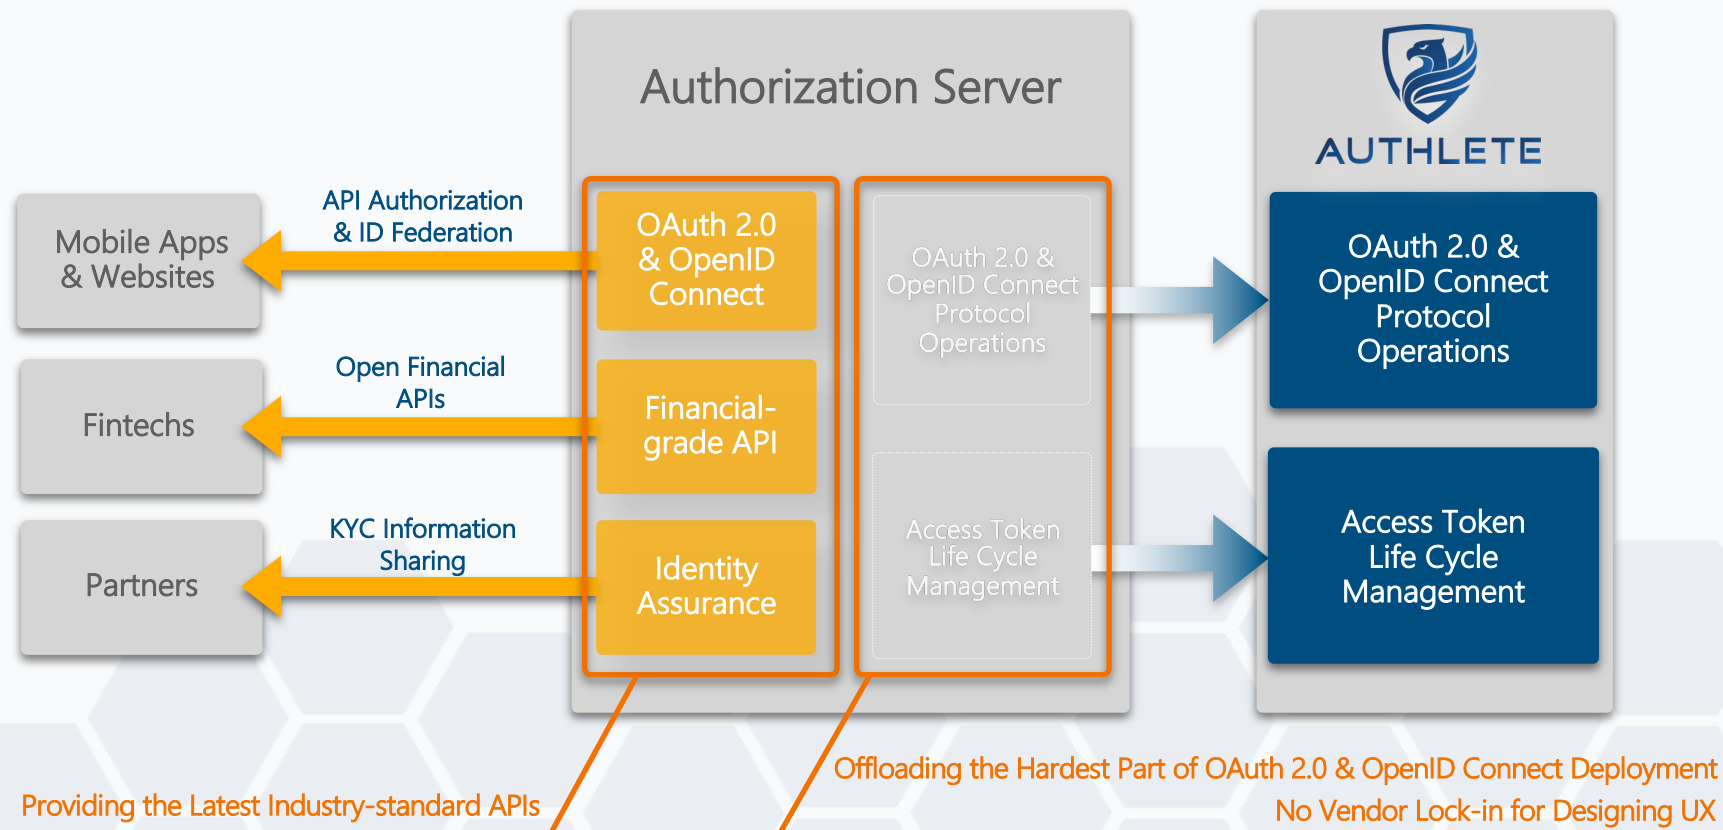 Authorization Server
AUTHLETE
Mobile Apps
& Websites
API Authorization
& ID Federation
OAuth 2.0
& OpenID
Connect
OAuth 2.0 &
OpenID Connect
Protocol
Operations
OAuth 2.0 &
OpenID Connect
Protocol
Operations
Fintechs
Open Financial
APIs
Financial-
grade API
Partners
KYC Information
Sharing
Identity
Assurance
Access Token
Life Cycle
Management
Access Token
Life Cycle
Management
Providing the Latest Industry-standard APIs
Offloading the Hardest Part of OAuth 2.0 & OpenID Connect Deployment
No Vendor Lock-in for Designing UX